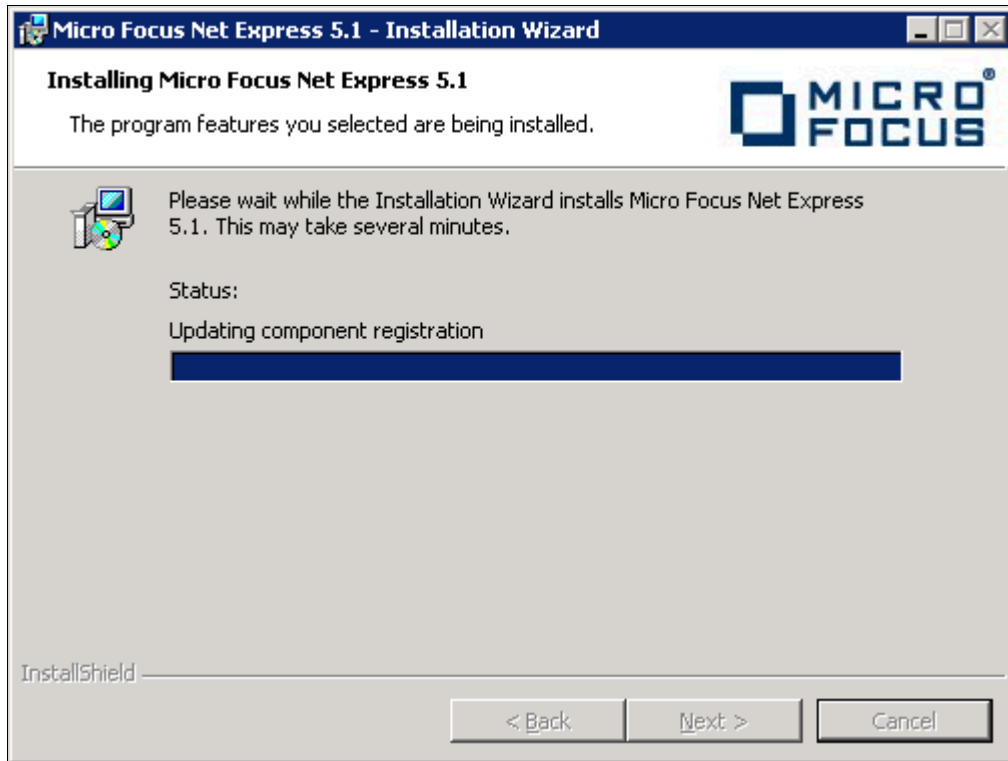 Micro Focus Net Express 5.1 - Installation Wizard
Installing Micro Focus Net Express 5.1
The program features you selected are being installed.
MICRO
FOCUS
®
Please wait while the Installation Wizard installs Micro Focus Net Express
5.1. This may take several minutes.
Status:
Updating component registration
InstallShield
< Back
Next >
Cancel